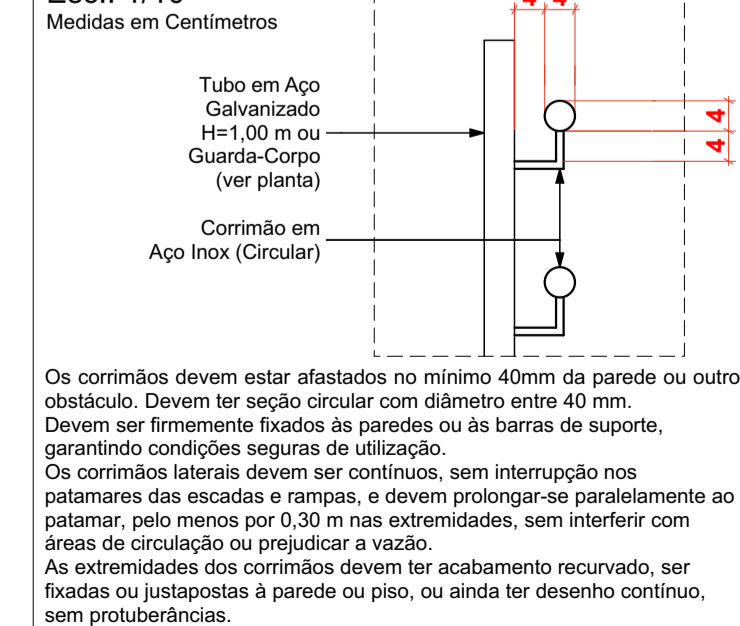 Medidas em Centímetros
4 4
Tubo em Aço
Galvanizado
H=1,00 m ou
Guarda-Corpo
(ver planta)
4
4
Corrimão em
Aço Inox (Circular)
Os corrimãos devem estar afastados no mínimo 40mm da parede ou outro
obstáculo. Devem ter seção circular com diâmetro entre 40 mm.
Devem ser firmemente fixados às paredes ou às barras de suporte,
garantindo condições seguras de utilização.
Os corrimãos laterais devem ser contínuos, sem interrupção nos
patamares das escadas e rampas, e devem prolongar-se paralelamente ao
patamar, pelo menos por 0,30 m nas extremidades, sem interferir com
áreas de circulação ou prejudicar a vazão.
As extremidades dos corrimãos devem ter acabamento recurvado, ser
fixadas ou justapostas à parede ou piso, ou ainda ter desenho contínuo,
sem protuberâncias.